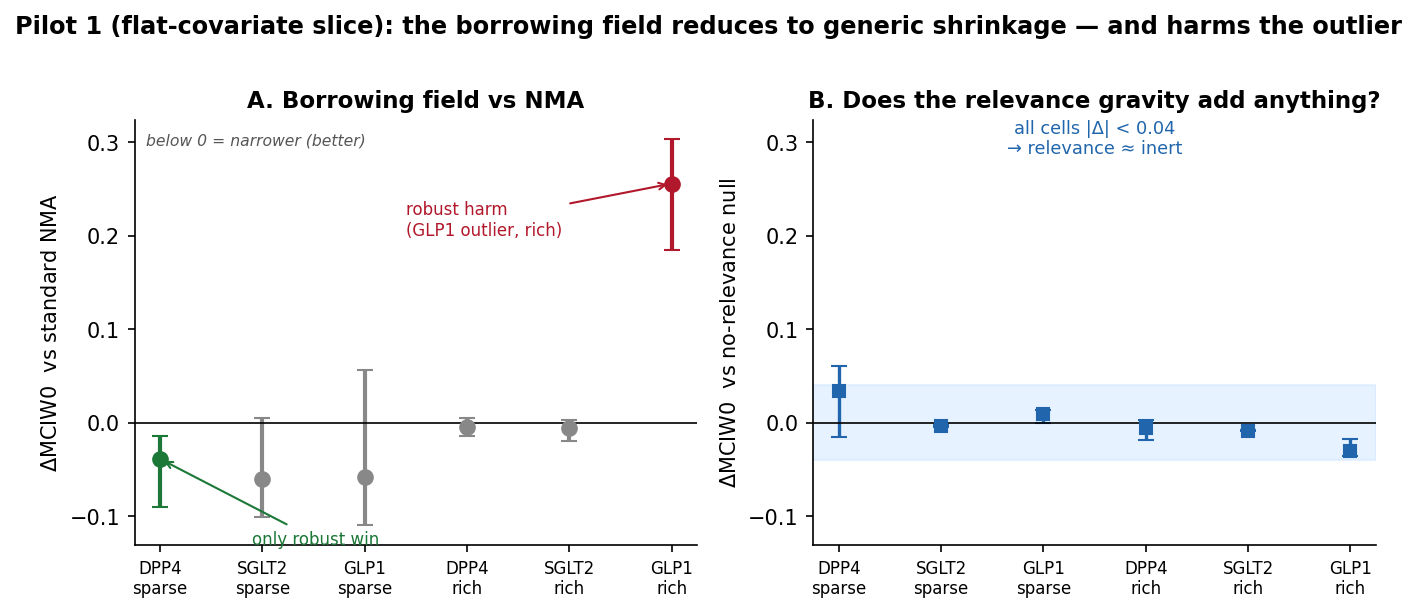 Pilot 1 (flat-covariate slice): the borrowing field reduces to generic shrinkage — and harms the outlier
A. Borrowing field vs NMA
below 0 = narrower (better)
robust harm
(GLP1 outlier, rich)
only robust win
ΔMCIW0  vs standard NMA
0.3
0.2
0.1
0.0
−0.1
DPP4
sparse
SGLT2
sparse
GLP1
sparse
DPP4
rich
SGLT2
rich
GLP1
rich
B. Does the relevance gravity add anything?
all cells |Δ| < 0.04
→ relevance ≈ inert
ΔMCIW0  vs no-relevance null
0.3
0.2
0.1
0.0
−0.1
DPP4
sparse
SGLT2
sparse
GLP1
sparse
DPP4
rich
SGLT2
rich
GLP1
rich